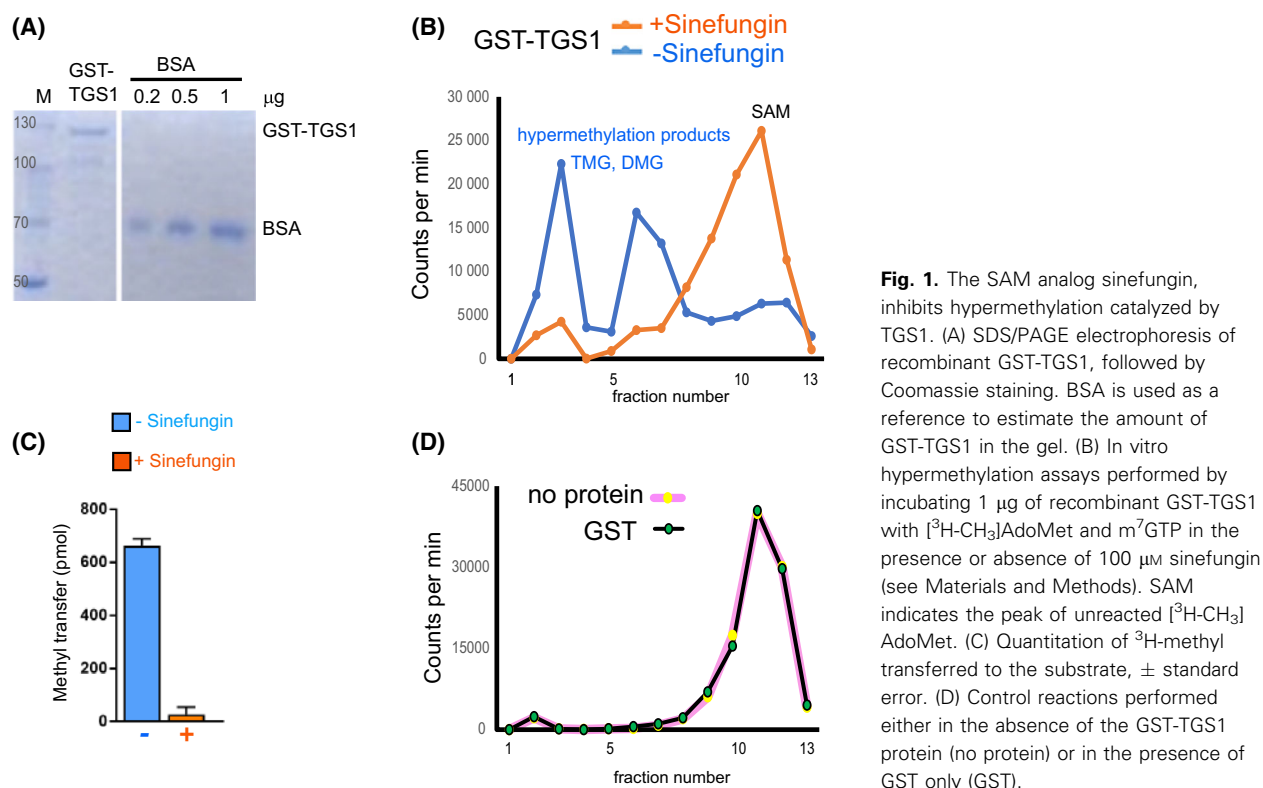 (A)
GST-
TGS1
BSA
M
0.2 0.5 1 μg
130
100
70
50
GST-TGS1
BSA
(B)
GST-TGS1
+Sinefungin
-Sinefungin
30 000
25 000
20 000
15 000
10 000
5000
0
Counts per min
hypermethylation products
TMG, DMG
SAM
1 5 10 13
fraction number
(C)
- Sinefungin
+ Sinefungin
800
600
400
200
0
Methyl transfer (pmol)
- +
(D)
no protein
GST
45000
30000
15000
0
Counts per min
1 5 10 13
fraction number
Fig. 1. The SAM analog sinefungin,
inhibits hypermethylation catalyzed by
TGS1. (A) SDS/PAGE electrophoresis of
recombinant GST-TGS1, followed by
Coomassie staining. BSA is used as a
reference to estimate the amount of
GST-TGS1 in the gel. (B) In vitro
hypermethylation assays performed by
incubating 1 μg of recombinant GST-TGS1
with [³H-CH₃]AdoMet and m⁷GTP in the
presence or absence of 100 μM sinefungin
(see Materials and Methods). SAM
indicates the peak of unreacted [³H-CH₃]
AdoMet. (C) Quantitation of ³H-methyl
transferred to the substrate, ± standard
error. (D) Control reactions performed
either in the absence of the GST-TGS1
protein (no protein) or in the presence of
GST only (GST).